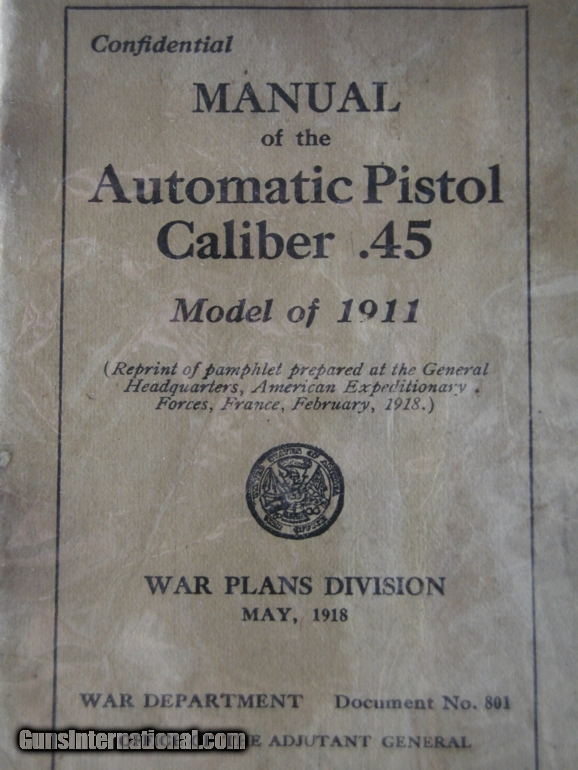 Confidential
MANUAL
of the
Automatic Pistol
Caliber .45
Model of 1911
(Reprint of pamphlet prepared at the General
Headquarters, American Expeditionary
Forces, France, February, 1918.)
WAR PLANS DIVISION
MAY, 1918
WAR DEPARTMENT Document No. 801
GunsInternational.com
ADJUTANT GENERAL